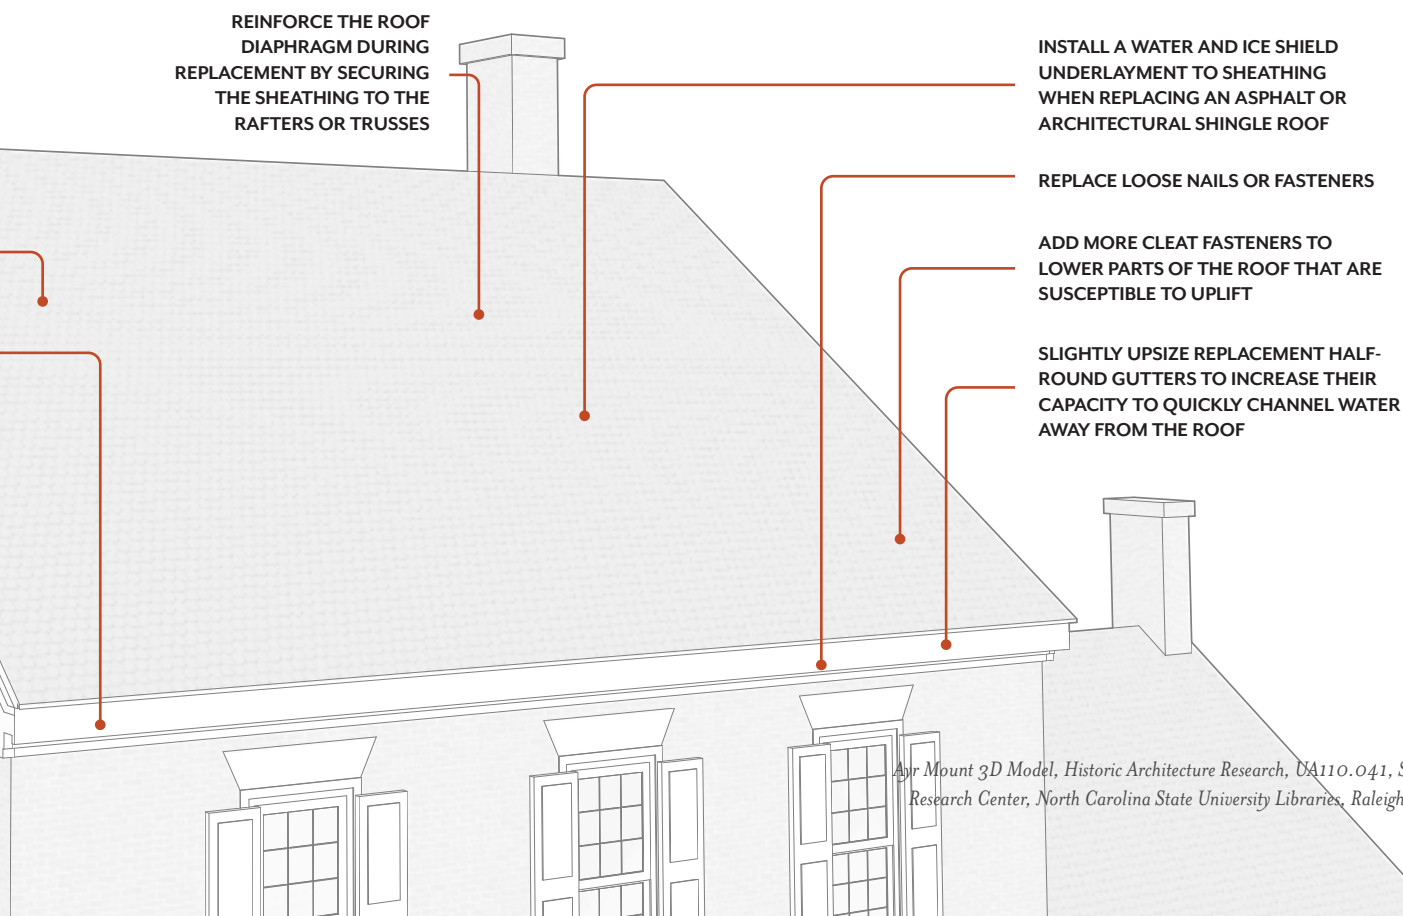 REINFORCE THE ROOF
DIAPHRAGM DURING
REPLACEMENT BY SECURING
THE SHEATHING TO THE
RAFTERS OR TRUSSES
INSTALL A WATER AND ICE SHIELD
UNDERLAYMENT TO SHEATHING
WHEN REPLACING AN ASPHALT OR
ARCHITECTURAL SHINGLE ROOF
REPLACE LOOSE NAILS OR FASTENERS
ADD MORE CLEAT FASTENERS TO
LOWER PARTS OF THE ROOF THAT ARE
SUSCEPTIBLE TO UPLIFT
SLIGHTLY UPSIZE REPLACEMENT HALF-
ROUND GUTTERS TO INCREASE THEIR
CAPACITY TO QUICKLY CHANNEL WATER
AWAY FROM THE ROOF
Ayr Mount 3D Model, Historic Architecture Research, UA110.041, S
Research Center, North Carolina State University Libraries, Raleigh